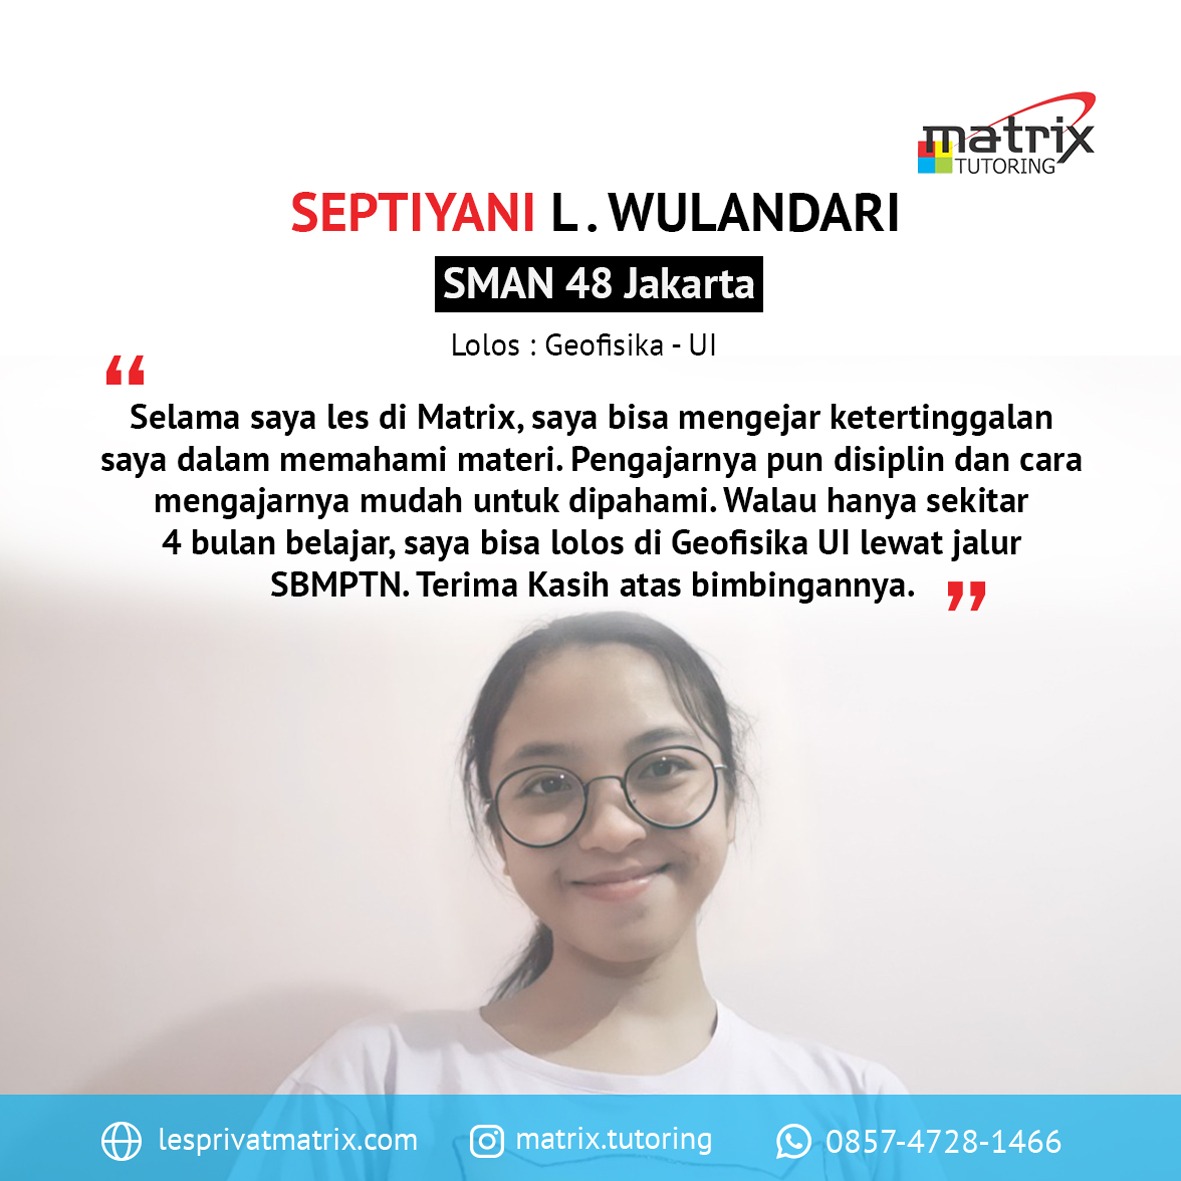 matrix
TUTORING
SEPTIYANI L. WULANDARI
SMAN 48 Jakarta
Lolos : Geofisika - UI
“
Selama saya les di Matrix, saya bisa mengejar ketertinggalan
saya dalam memahami materi. Pengajarnya pun disiplin dan cara
mengajarnya mudah untuk dipahami. Walau hanya sekitar
4 bulan belajar, saya bisa lolos di Geofisika UI lewat jalur
SBMPTN. Terima Kasih atas bimbingannya. ”
lesprivatmatrix.com matrix.tutoring 0857-4728-1466